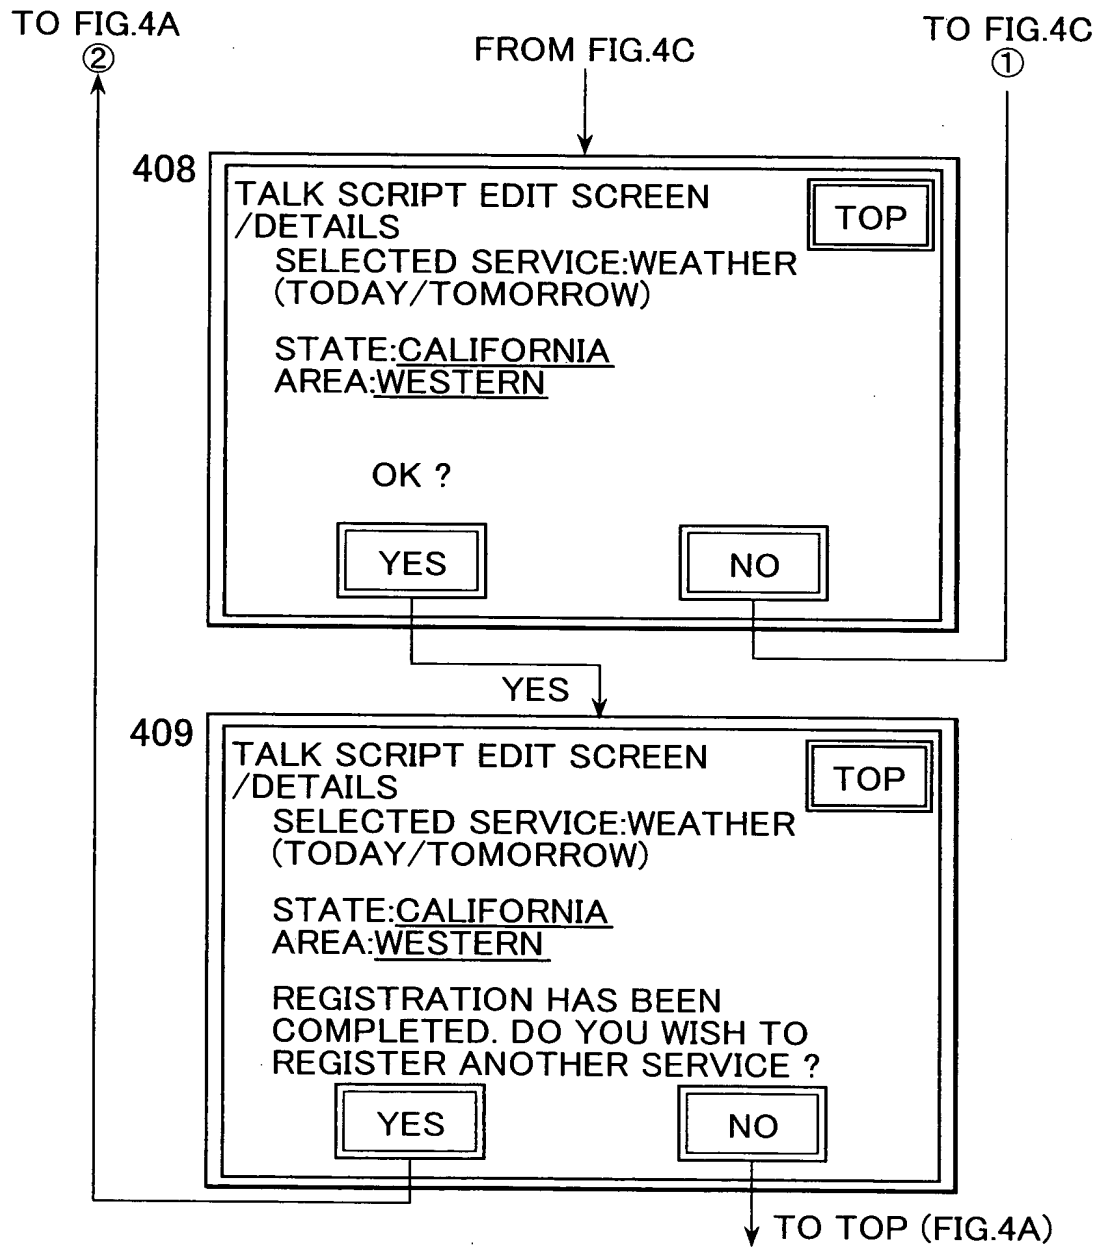 TO FIG.4A
②
FROM FIG.4C
TO FIG.4C
①
408
TALK SCRIPT EDIT SCREEN
/DETAILS
TOP
SELECTED SERVICE:WEATHER
(TODAY/TOMORROW)
STATE:CALIFORNIA
AREA:WESTERN
OK ?
YES
NO
YES
409
TALK SCRIPT EDIT SCREEN
/DETAILS
TOP
SELECTED SERVICE:WEATHER
(TODAY/TOMORROW)
STATE:CALIFORNIA
AREA:WESTERN
REGISTRATION HAS BEEN
COMPLETED. DO YOU WISH TO
REGISTER ANOTHER SERVICE ?
YES
NO
TO TOP (FIG.4A)